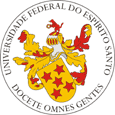 UNIVERSIDADE FEDERAL DO ESPÍRITO SANTO
DOCETE OMNES GENTES